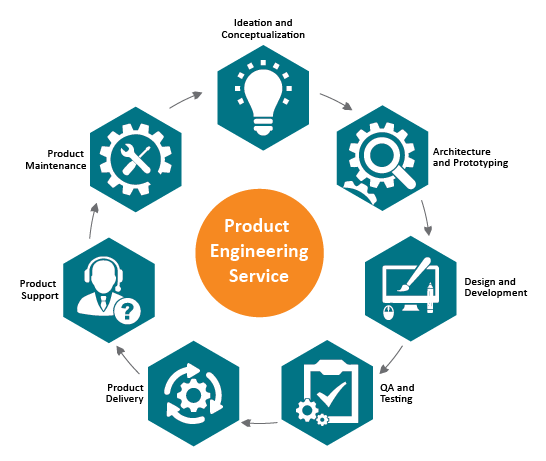 Ideation and
Conceptualization
Architecture
and Prototyping
Design and
Development
QA and
Testing
Product
Delivery
Product
Support
Product
Maintenance
Product
Engineering
Service
?